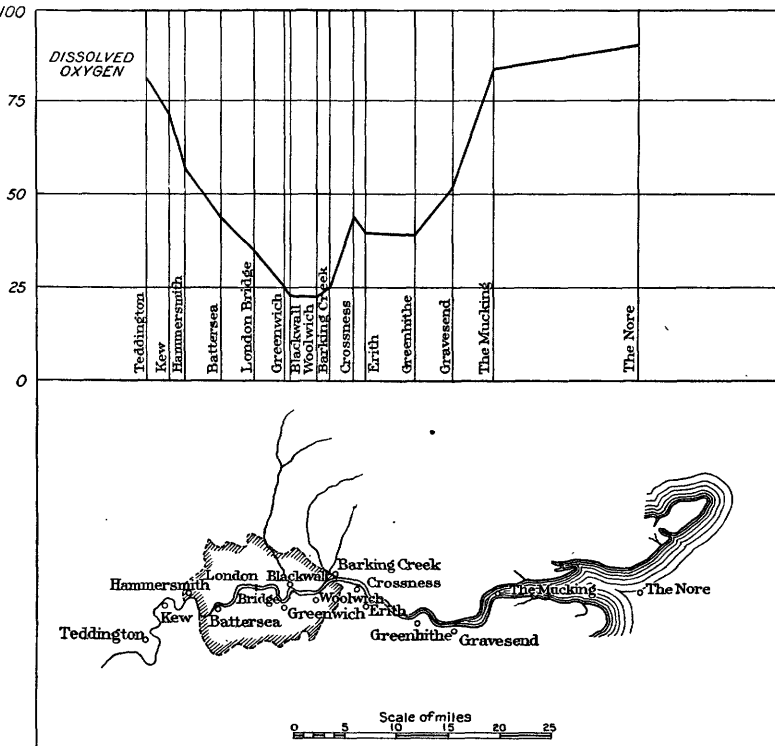 100
DISSOLVED
OXYGEN
75
50
25
0
Teddington
Kew
Hammersmith
Battersea
London Bridge
Greenwich
Blackwall
Woolwich
Barking Creek
Crossness
Erith
Greenhithe
Gravesend
The Mucking
The Nore
Barking Creek
Hammersmith
London
Blackwall
Crossness
Bridge
Woolwich
The Mucking
The Nore
Kew
Battersea
Greenwich
Erith
Teddington
Greenhithe
Gravesend
Scale of miles
0 5 10 15 20 25